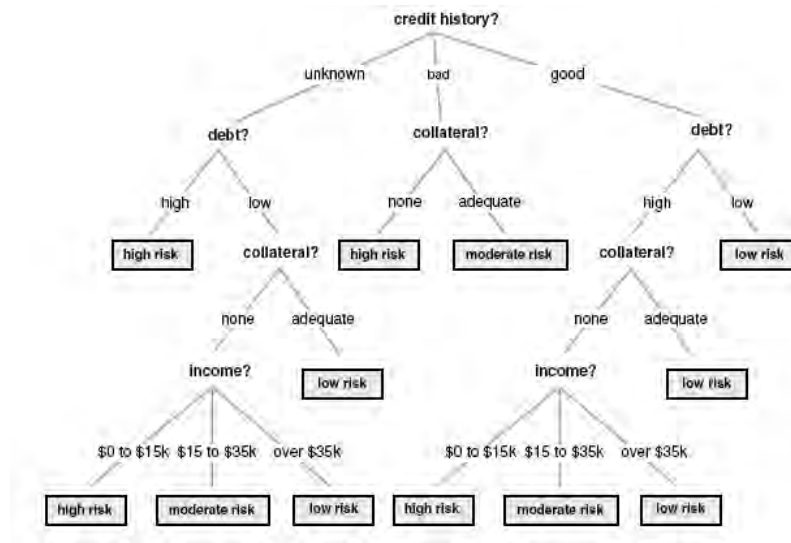 credit history?
unknown bad good
debt? collateral? debt?
high low none adequate high low
high risk collateral? high risk moderate risk collateral? low risk
none adequate none adequate
income? low risk income? low risk
$0 to $15k $15 to $35k over $35k $0 to $15k $15 to $35k over $35k
high risk moderate risk low risk high risk moderate risk low risk